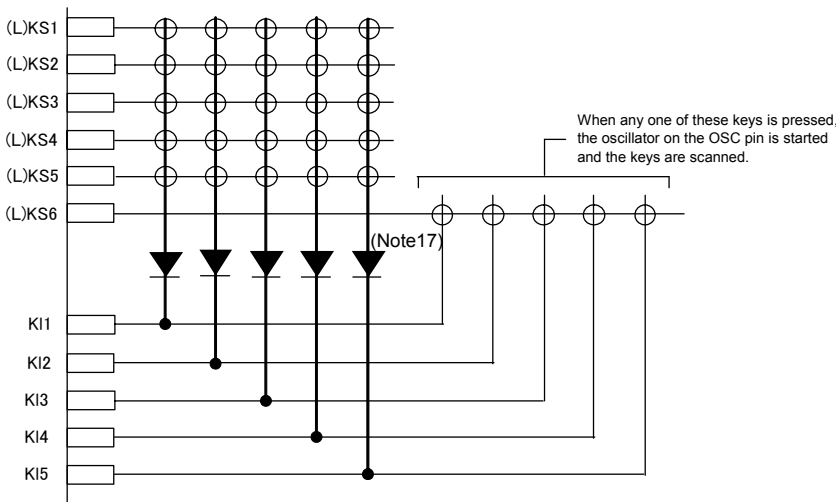 (L)KS1
(L)KS2
(L)KS3
(L)KS4
(L)KS5
(L)KS6
When any one of these keys is pressed,
the oscillator on the OSC pin is started
and the keys are scanned.
(Note17)
KI1
KI2
KI3
KI4
KI5